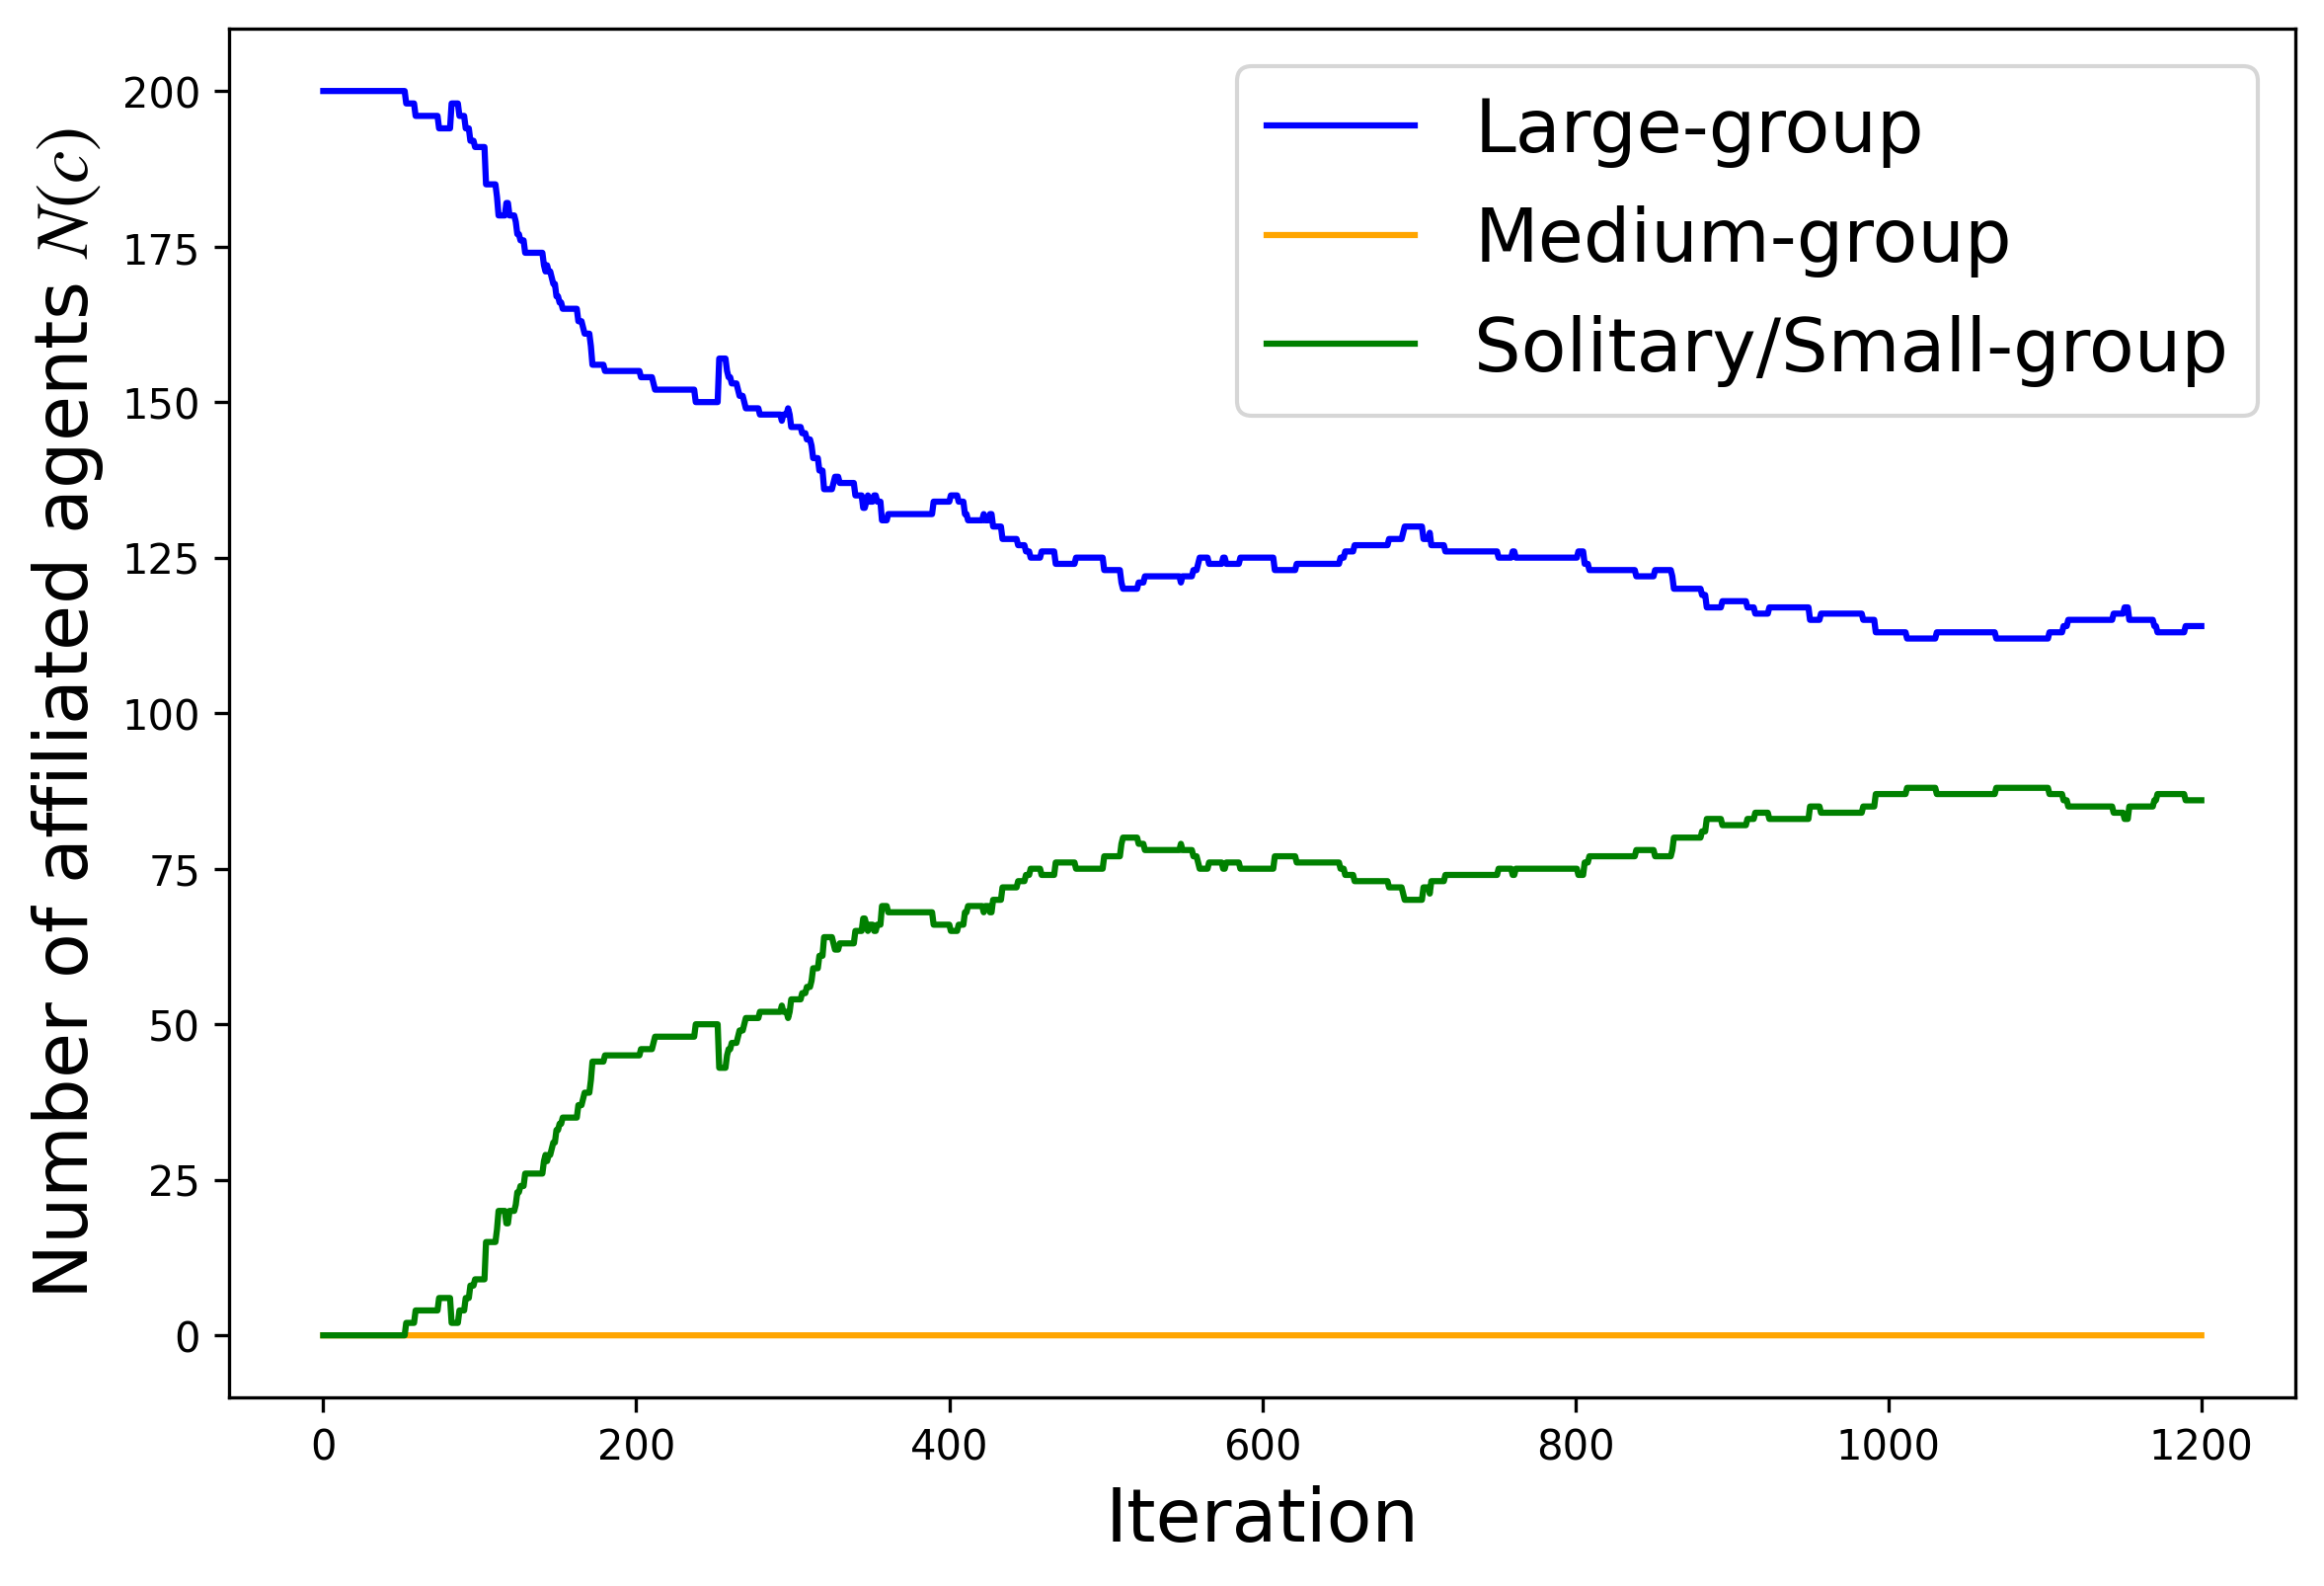 Number of affiliated agents N(c)
200
175
150
125
100
75
50
25
0
Large-group
Medium-group
Solitary/Small-group
0 200 400 600 800 1000 1200
Iteration